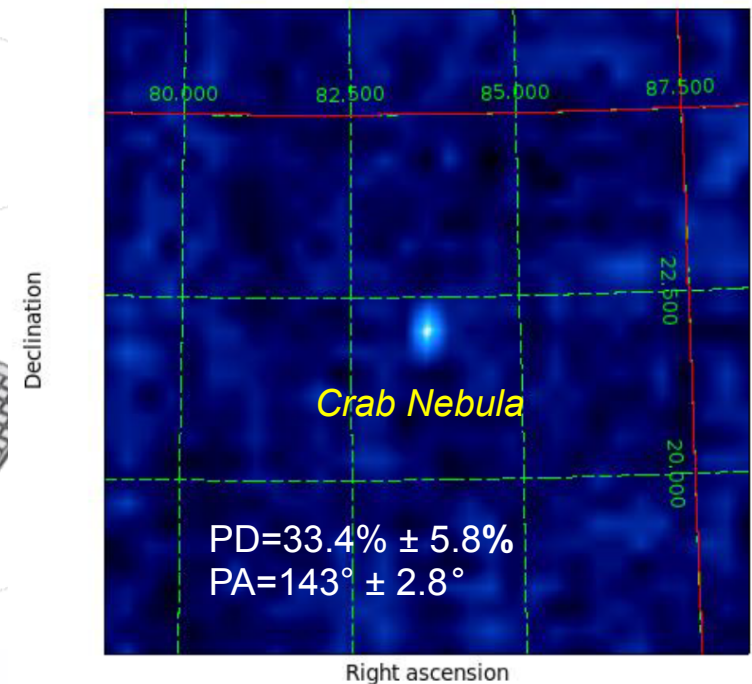 80.000 82.500 85.000 87.500
22.500
Declination
Crab Nebula
20.000
PD=33.4% ± 5.8%
PA=143° ± 2.8°
Right ascension